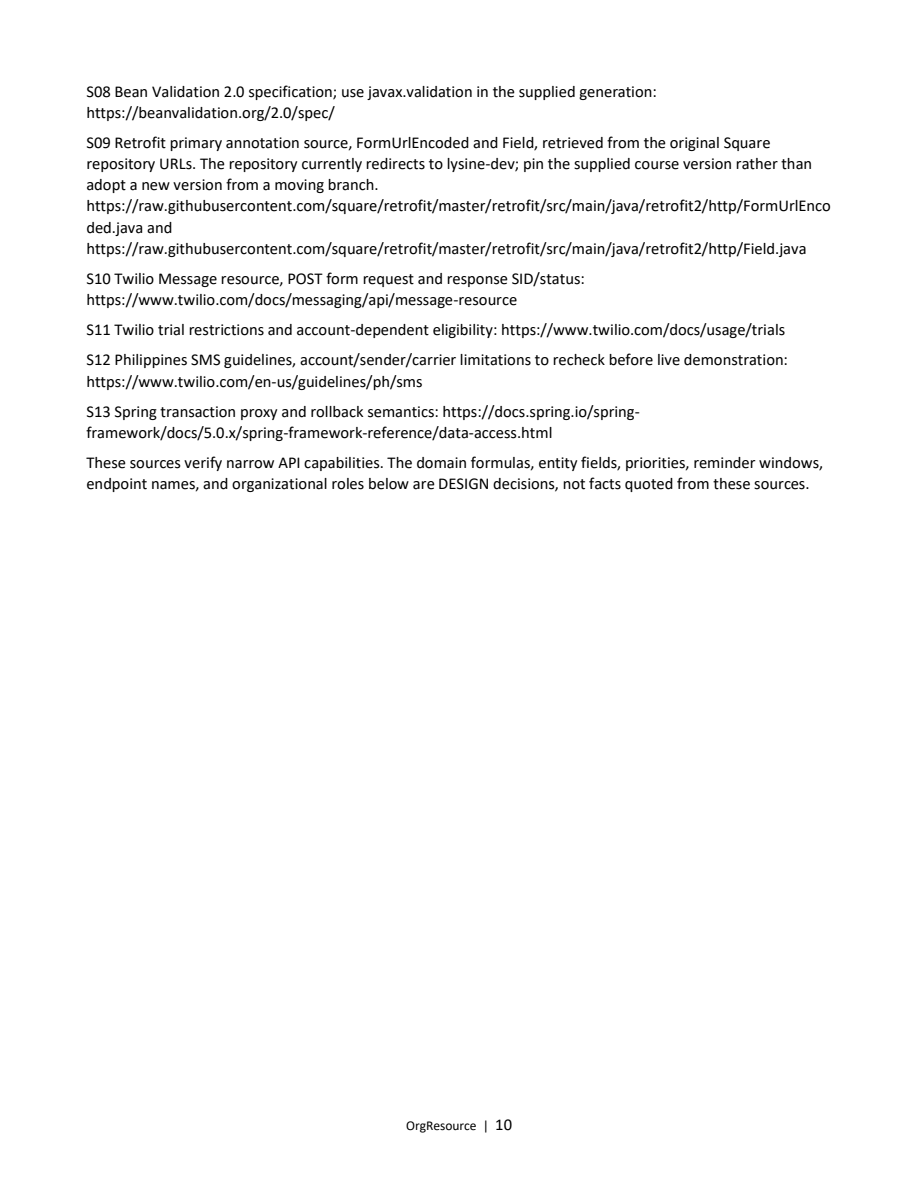 S08 Bean Validation 2.0 specification; use javax.validation in the supplied generation:
https://beanvalidation.org/2.0/spec/
S09 Retrofit primary annotation source, FormUrlEncoded and Field, retrieved from the original Square
repository URLs. The repository currently redirects to lysine-dev; pin the supplied course version rather than
adopt a new version from a moving branch.
https://raw.githubusercontent.com/square/retrofit/master/retrofit/src/main/java/retrofit2/http/FormUrlEnco
ded.java and
https://raw.githubusercontent.com/square/retrofit/master/retrofit/src/main/java/retrofit2/http/Field.java
S10 Twilio Message resource, POST form request and response SID/status:
https://www.twilio.com/docs/messaging/api/message-resource
S11 Twilio trial restrictions and account-dependent eligibility: https://www.twilio.com/docs/usage/trials
S12 Philippines SMS guidelines, account/sender/carrier limitations to recheck before live demonstration:
https://www.twilio.com/en-us/guidelines/ph/sms
S13 Spring transaction proxy and rollback semantics: https://docs.spring.io/spring-
framework/docs/5.0.x/spring-framework-reference/data-access.html
These sources verify narrow API capabilities. The domain formulas, entity fields, priorities, reminder windows,
endpoint names, and organizational roles below are DESIGN decisions, not facts quoted from these sources.
OrgResource | 10